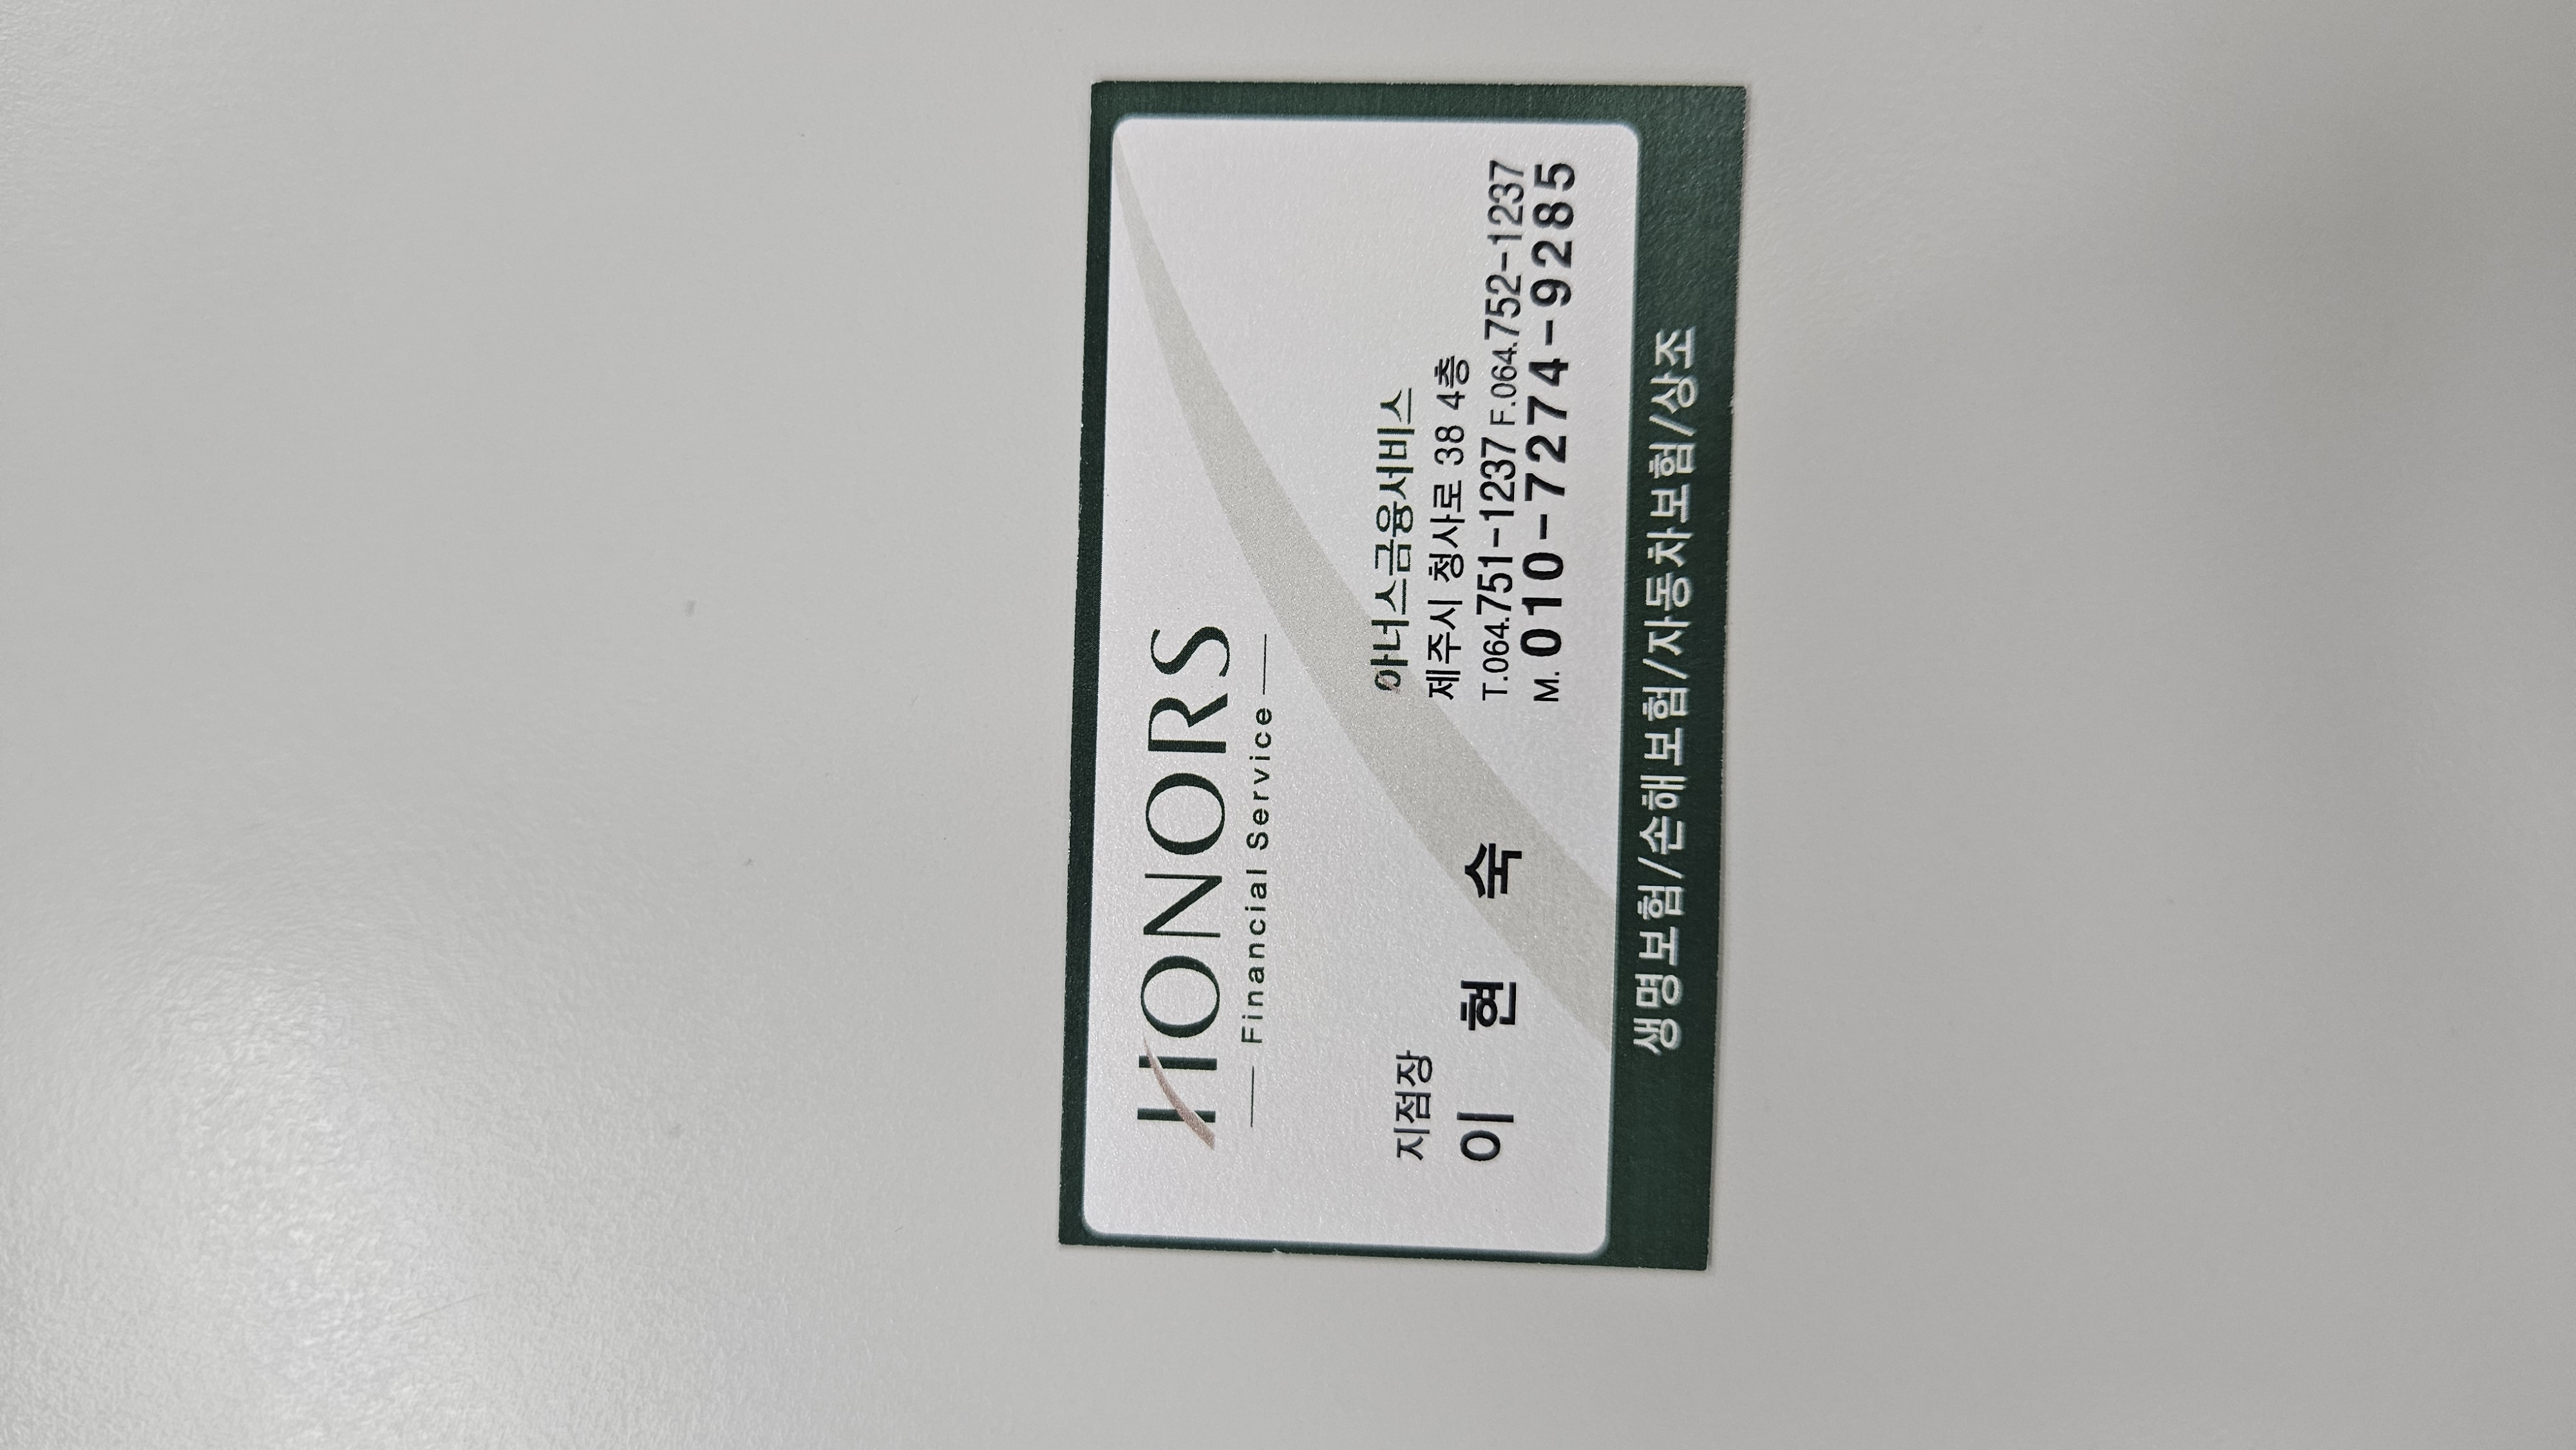 HONORS
Financial Service
지점장
이 현 숙
아너스금융서비스
제주시 청사로 38 4층
T.064.751-1237 F.064.752-1237
M. 010-7274-9285
생명보험/손해보험/자동차보험/상조